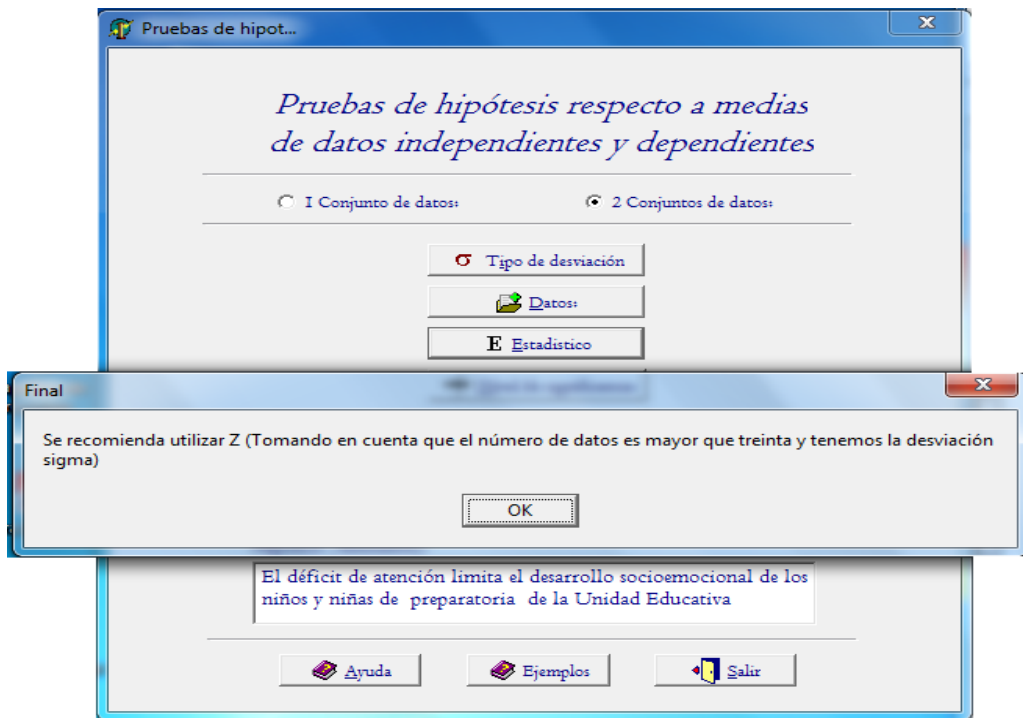 Pruebas de hipot...
Pruebas de hipótesis respecto a medias
de datos independientes y dependientes
1 Conjunto de datos:
2 Conjuntos de datos:
σ Tipo de desviación
Datos:
E Estadistico
Final
Se recomienda utilizar Z (Tomando en cuenta que el número de datos es mayor que treinta y tenemos la desviación
sigma)
OK
El déficit de atención limita el desarrollo socioemocional de los
niños y niñas de preparatoria de la Unidad Educativa
Ayuda
Ejemplos
Salir